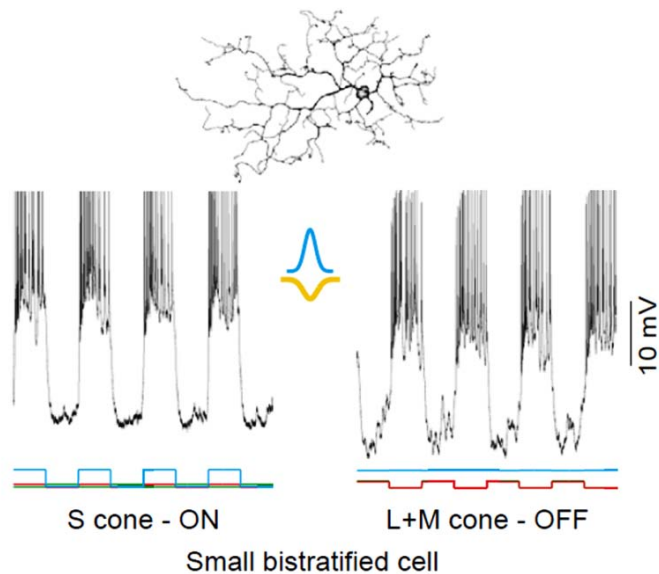 10 mV
S cone - ON
L+M cone - OFF
Small bistratified cell